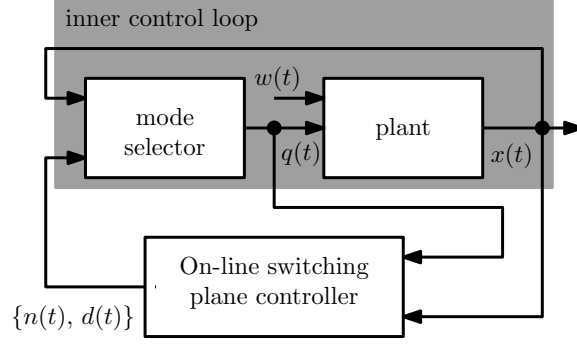 inner control loop
w(t)
mode
selector
plant
q(t)
x(t)
On-line switching
plane controller
{n(t), d(t)}